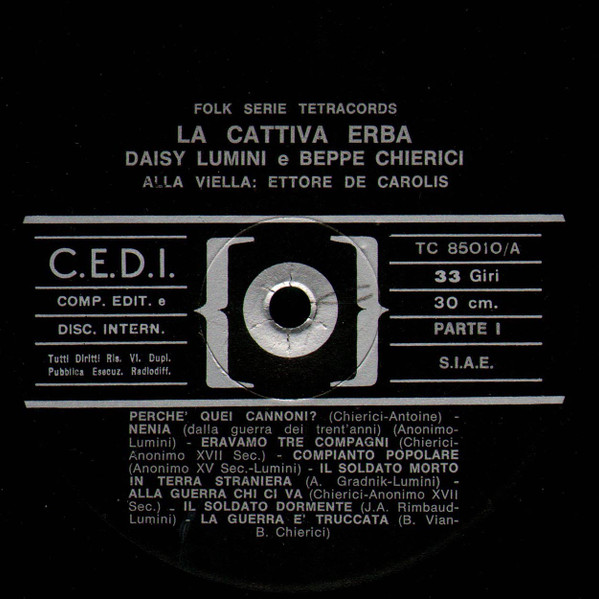 FOLK SERIE TETRACORDS
LA CATTIVA ERBA
DAISY LUMINI e BEPPE CHIERICI
ALLA VIELLA: ETTORE DE CAROLIS
C.E.D.I.
COMP. EDIT. e
DISC. INTERN.
Tutti Diritti Ris. Vi. Dupl.
Pubblica Esecuz. Radiodiff.
TC 85010/A
33 Giri
30 cm.
PARTE I
S.I.A.E.
PERCHE' QUEI CANNONI? (Chierici-Antoine) -
NENIA (dalla guerra dei trent'anni) (Anonimo-
Lumini) - ERAVAMO TRE COMPAGNI (Chierici-
Anonimo XVII Sec.) - COMPIANTO POPOLARE
(Anonimo XV Sec.-Lumini) - IL SOLDATO MORTO
IN TERRA STRANIERA (A. Gradnik-Lumini) -
ALLA GUERRA CHI CI VA (Chierici-Anonimo XVII
Sec.) - IL SOLDATO DORMENTE (J.A. Rimbaud-
Lumini) - LA GUERRA E' TRUCCATA (B. Vian-
B. Chierici)